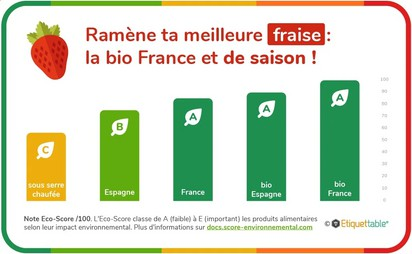 Ramène ta meilleure fraise :
la bio France et de saison !
100
90
80
70
60
50
40
30
20
10
0
C
B
A
A
A
sous serre
chaufée
Espagne
France
bio
Espagne
bio
France
Note Eco-Score /100. L'Eco-Score classe de A (faible) à E (important) les produits alimentaires
selon leur impact environnemental. Plus d'informations sur docs.score-environnemental.com
© Etiquettable®